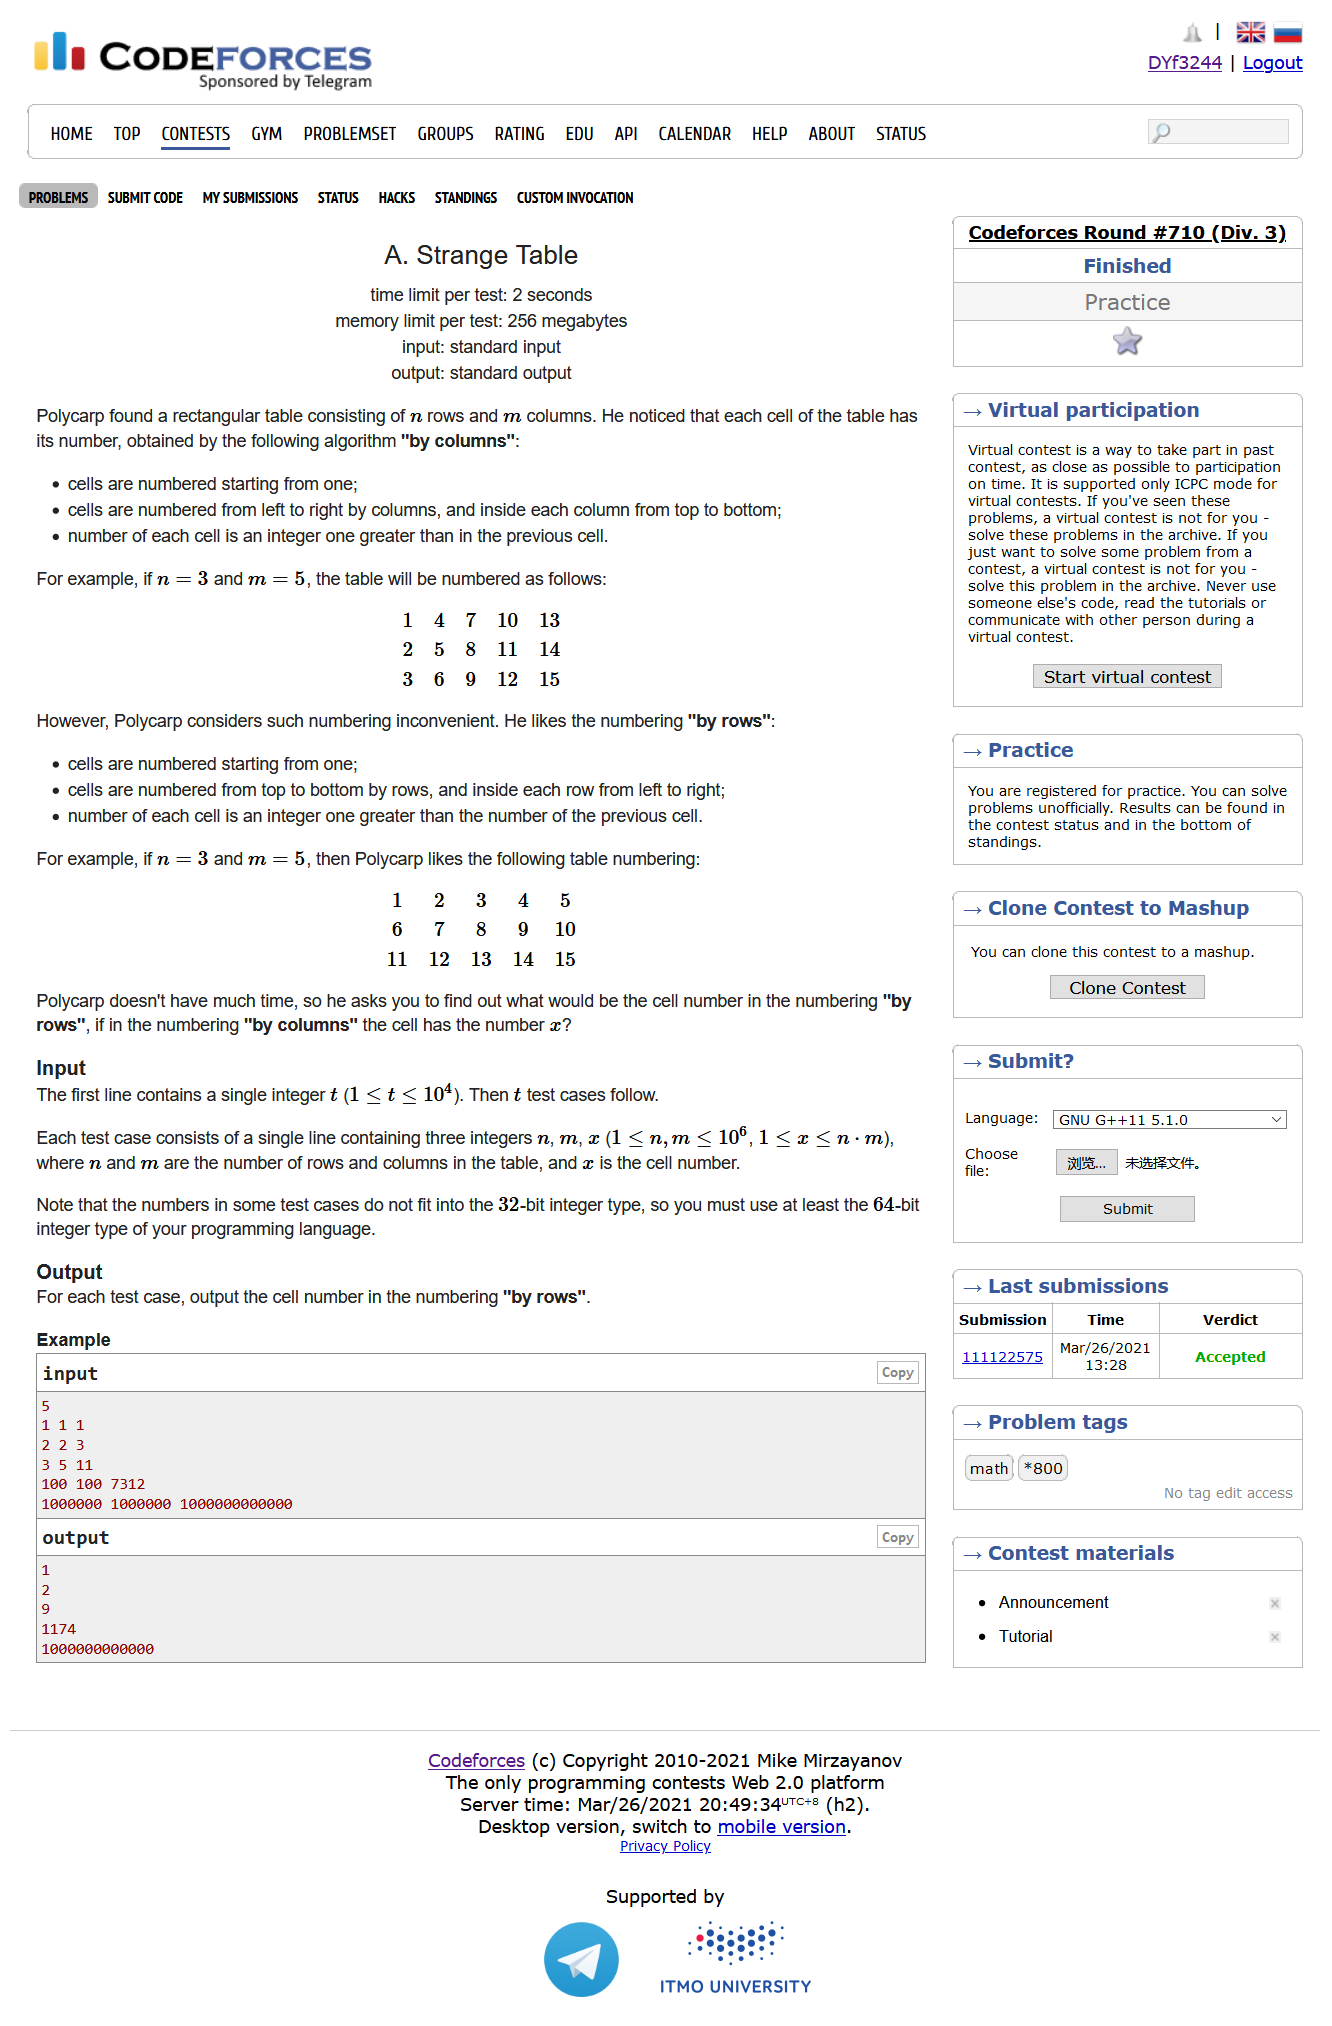 CODEFORCES
Sponsored by Telegram
|
DYf3244 | Logout
HOME TOP CONTESTS GYM PROBLEMSET GROUPS RATING EDU API CALENDAR HELP ABOUT STATUS
PROBLEMS SUBMIT CODE MY SUBMISSIONS STATUS HACKS STANDINGS CUSTOM INVOCATION
A. Strange Table
time limit per test: 2 seconds
memory limit per test: 256 megabytes
input: standard input
output: standard output
Polycarp found a rectangular table consisting of n rows and m columns. He noticed that each cell of the table has
its number, obtained by the following algorithm "by columns":
• cells are numbered starting from one;
• cells are numbered from left to right by columns, and inside each column from top to bottom;
• number of each cell is an integer one greater than in the previous cell.
For example, if n = 3 and m = 5, the table will be numbered as follows:
1 4 7 10 13
2 5 8 11 14
3 6 9 12 15
However, Polycarp considers such numbering inconvenient. He likes the numbering "by rows":
• cells are numbered starting from one;
• cells are numbered from top to bottom by rows, and inside each row from left to right;
• number of each cell is an integer one greater than the number of the previous cell.
For example, if n = 3 and m = 5, then Polycarp likes the following table numbering:
1 2 3 4 5
6 7 8 9 10
11 12 13 14 15
Polycarp doesn't have much time, so he asks you to find out what would be the cell number in the numbering "by
rows", if in the numbering "by columns" the cell has the number x?
Input
The first line contains a single integer t (1 ≤ t ≤ 10⁴). Then t test cases follow.
Each test case consists of a single line containing three integers n, m, x (1 ≤ n, m ≤ 10⁶, 1 ≤ x ≤ n · m),
where n and m are the number of rows and columns in the table, and x is the cell number.
Note that the numbers in some test cases do not fit into the 32-bit integer type, so you must use at least the 64-bit
integer type of your programming language.
Output
For each test case, output the cell number in the numbering "by rows".
Example
input
Copy
5
1 1 1
2 2 3
3 5 11
100 100 7312
1000000 1000000 1000000000000
output
Copy
1
2
9
1174
1000000000000
Codeforces Round #710 (Div. 3)
Finished
Practice
→ Virtual participation
Virtual contest is a way to take part in past
contest, as close as possible to participation
on time. It is supported only ICPC mode for
virtual contests. If you've seen these
problems, a virtual contest is not for you -
solve these problems in the archive. If you
just want to solve some problem from a
contest, a virtual contest is not for you -
solve this problem in the archive. Never use
someone else's code, read the tutorials or
communicate with other person during a
virtual contest.
Start virtual contest
→ Practice
You are registered for practice. You can solve
problems unofficially. Results can be found in
the contest status and in the bottom of
standings.
→ Clone Contest to Mashup
You can clone this contest to a mashup.
Clone Contest
→ Submit?
Language: GNU G++11 5.1.0
Choose
file:
浏览... 未选择文件。
Submit
→ Last submissions
Submission Time Verdict
111122575 Mar/26/2021
13:28
Accepted
→ Problem tags
math *800
No tag edit access
→ Contest materials
• Announcement
• Tutorial
Codeforces (c) Copyright 2010-2021 Mike Mirzayanov
The only programming contests Web 2.0 platform
Server time: Mar/26/2021 20:49:34 UTC+8 (h2).
Desktop version, switch to mobile version.
Privacy Policy
Supported by
ITMO UNIVERSITY